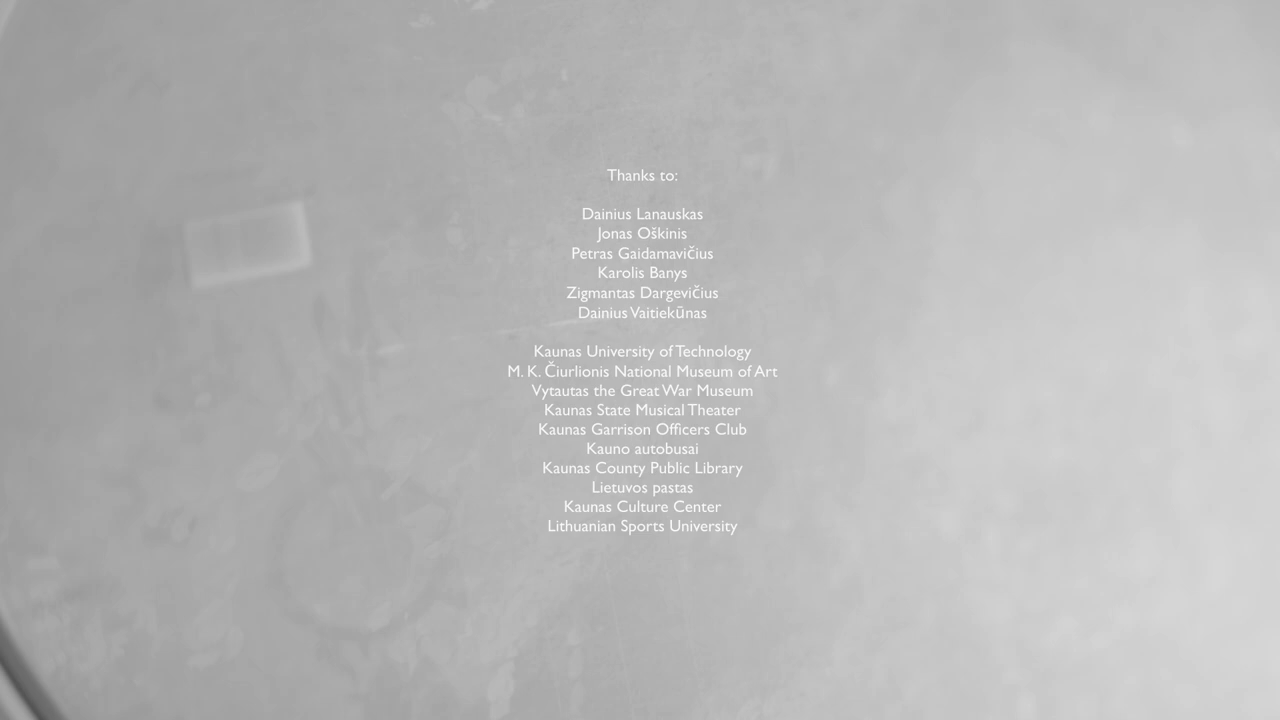 Thanks to:
Dainius Lanauskas
Jonas Oškinis
Petras Gaidamavičius
Karolis Banys
Zigmantas Dargevičius
Dainius Vaitiekūnas
Kaunas University of Technology
M. K. Čiurlionis National Museum of Art
Vytautas the Great War Museum
Kaunas State Musical Theater
Kaunas Garrison Officers Club
Kauno autobusai
Kaunas County Public Library
Lietuvos pastas
Kaunas Culture Center
Lithuanian Sports University